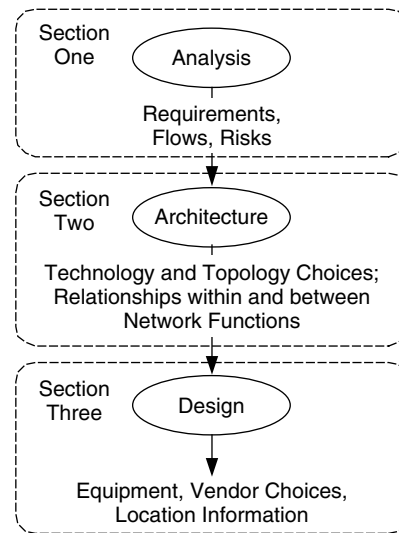 Section
One
Analysis
Requirements,
Flows, Risks
Section
Two
Architecture
Technology and Topology Choices;
Relationships within and between
Network Functions
Section
Three
Design
Equipment, Vendor Choices,
Location Information